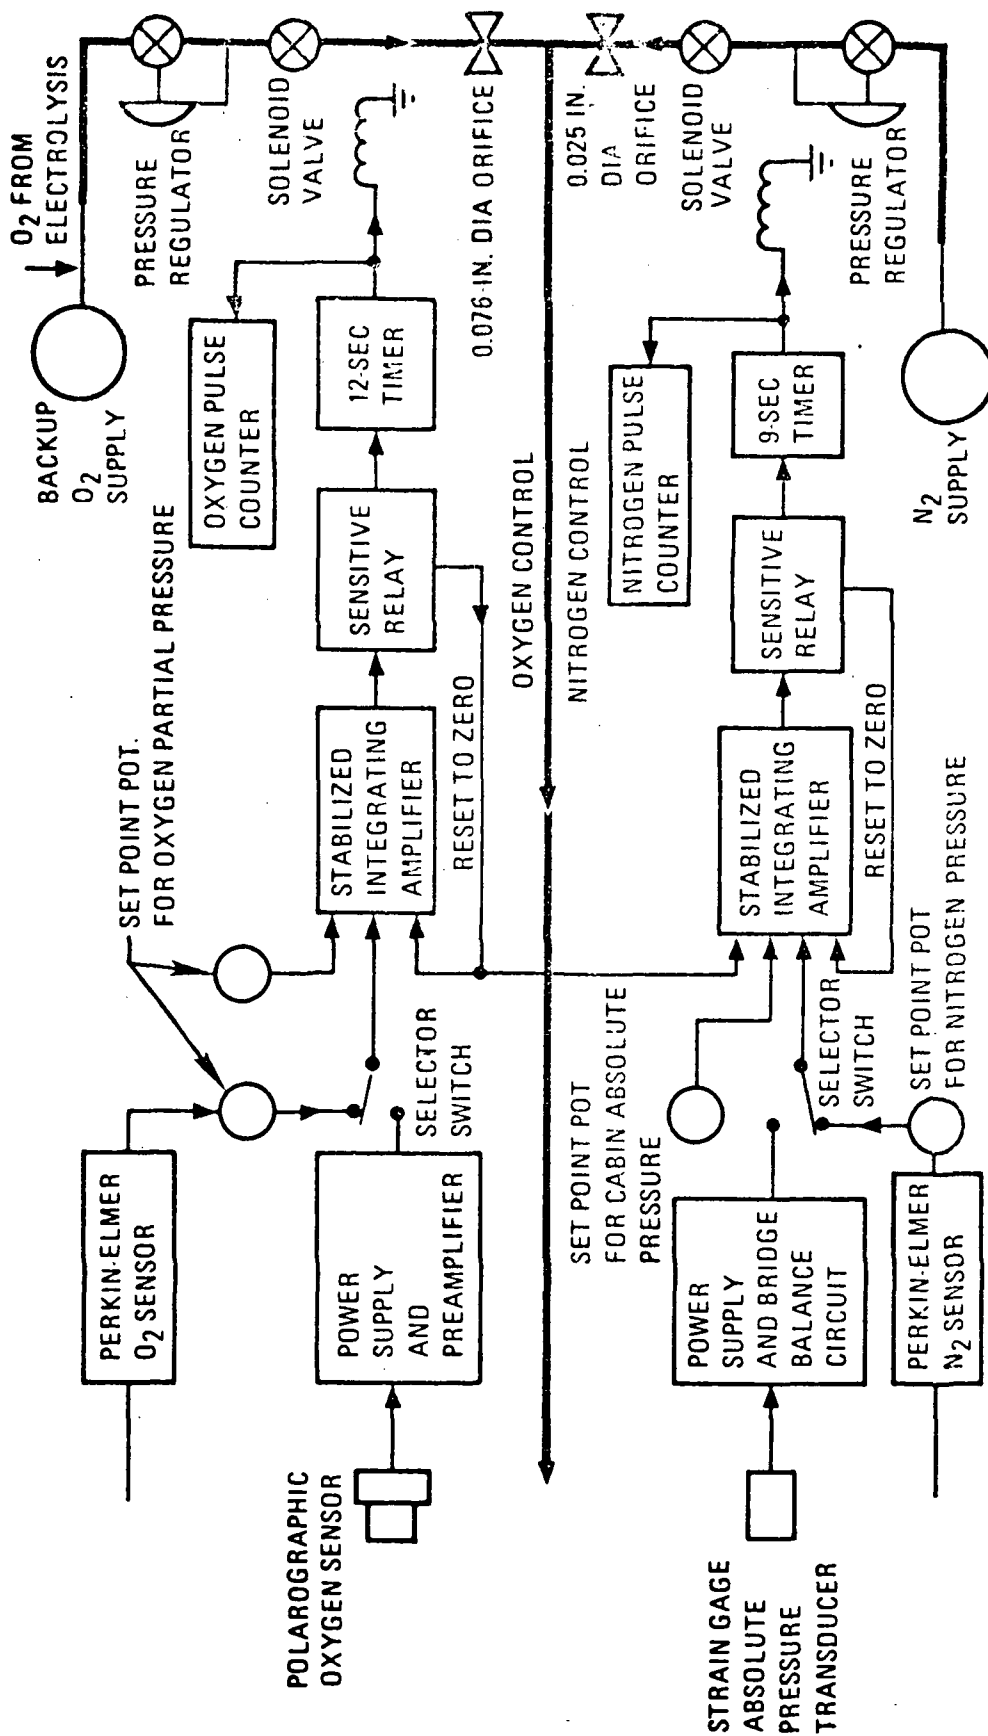 POLAROGRAPHIC
OXYGEN SENSOR
PERKIN-ELMER
O2 SENSOR
POWER
SUPPLY
AND
PREAMPLIFIER
SELECTOR
SWITCH
SET POINT POT.
FOR OXYGEN PARTIAL PRESSURE
STABILIZED
INTEGRATING
AMPLIFIER
RESET TO ZERO
SENSITIVE
RELAY
12-SEC
TIMER
OXYGEN PULSE
COUNTER
BACKUP
O2
SUPPLY
O2 FROM
ELECTROLYSIS
PRESSURE
REGULATOR
SOLENOID
VALVE
0.076-IN. DIA ORIFICE
OXYGEN CONTROL
NITROGEN CONTROL
0.025 IN.
DIA
ORIFICE
SOLENOID
VALVE
PRESSURE
REGULATOR
N2
SUPPLY
NITROGEN PULSE
COUNTER
9-SEC
TIMER
SENSITIVE
RELAY
RESET TO ZERO
STABILIZED
INTEGRATING
AMPLIFIER
SET POINT POT
FOR CABIN ABSOLUTE
PRESSURE
SELECTOR
SWITCH
SET POINT POT
FOR NITROGEN PRESSURE
POWER
SUPPLY
AND BRIDGE
BALANCE
CIRCUIT
PERKIN-ELMER
N2 SENSOR
STRAIN GAGE
ABSOLUTE
PRESSURE
TRANSDUCER